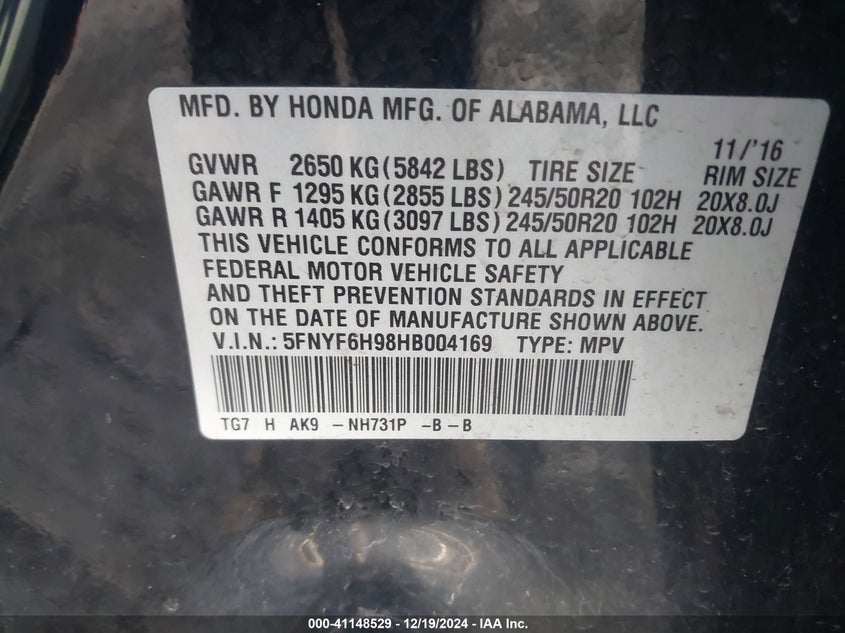 MFD. BY HONDA MFG. OF ALABAMA, LLC
11/'16
GVWR 2650 KG(5842 LBS) TIRE SIZE RIM SIZE
GAWR F 1295 KG(2855 LBS) 245/50R20 102H 20X8.0J
GAWR R 1405 KG(3097 LBS) 245/50R20 102H 20X8.0J
THIS VEHICLE CONFORMS TO ALL APPLICABLE
FEDERAL MOTOR VEHICLE SAFETY
AND THEFT PREVENTION STANDARDS IN EFFECT
ON THE DATE OF MANUFACTURE SHOWN ABOVE.
V.I.N.: 5FNYF6H98HB004169 TYPE: MPV
TG7 H AK9 -NH731P -B-B
000-41148529 - 12/19/2024 - IAA Inc.